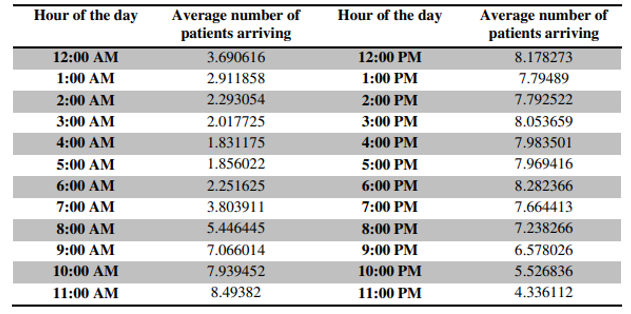 Hour of the day Average number of Hour of the day Average number of
patients arriving patients arriving
12:00 AM 3.690616 12:00 PM 8.178273
1:00 AM 2.911858 1:00 PM 7.79489
2:00 AM 2.293054 2:00 PM 7.792522
3:00 AM 2.017725 3:00 PM 8.053659
4:00 AM 1.831175 4:00 PM 7.983501
5:00 AM 1.856022 5:00 PM 7.969416
6:00 AM 2.251625 6:00 PM 8.282366
7:00 AM 3.803911 7:00 PM 7.664413
8:00 AM 5.446445 8:00 PM 7.238266
9:00 AM 7.066014 9:00 PM 6.578026
10:00 AM 7.939452 10:00 PM 5.526836
11:00 AM 8.49382 11:00 PM 4.336112